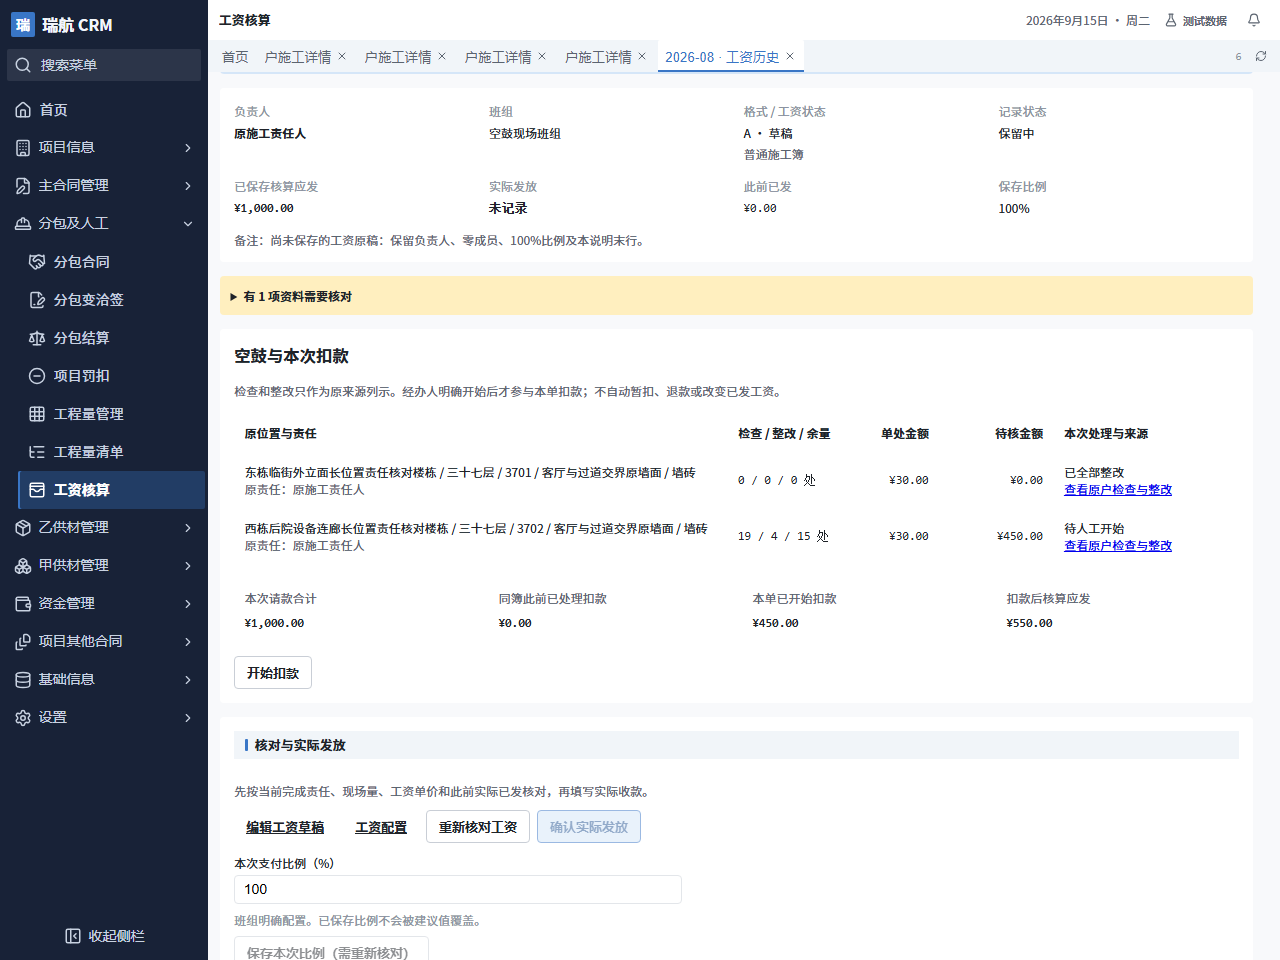 瑞 瑞航 CRM
搜索菜单
首页
项目信息
主合同管理
分包及人工
分包合同
分包变洽签
分包结算
项目罚扣
工程量管理
工程量清单
工资核算
乙供材管理
甲供材管理
资金管理
项目其他合同
基础信息
设置
收起侧栏
工资核算
2026年9月15日 · 周二 测试数据
首页 户施工详情 户施工详情 户施工详情 户施工详情 2026-08 · 工资历史 6
负责人 班组 格式 / 工资状态 记录状态
原施工责任人 空鼓现场班组 A · 草稿 保留中
普通施工簿
已保存核算应发 实际发放 此前已发 保存比例
¥1,000.00 未记录 ¥0.00 100%
备注：尚未保存的工资原稿：保留负责人、零成员、100%比例及本说明末行。
有 1 项资料需要核对
空鼓与本次扣款
检查和整改只作为原来源列示。经办人明确开始后才参与本单扣款；不自动暂扣、退款或改变已发工资。
原位置与责任 检查 / 整改 / 余量 单处金额 待核金额 本次处理与来源
东栋临街外立面长位置责任核对楼栋 / 三十七层 / 3701 / 客厅与过道交界原墙面 / 墙砖 0 / 0 / 0 处 ¥30.00 ¥0.00 已全部整改
原责任：原施工责任人 查看原户检查与整改
西栋后院设备连廊长位置责任核对楼栋 / 三十七层 / 3702 / 客厅与过道交界原墙面 / 墙砖 19 / 4 / 15 处 ¥30.00 ¥450.00 待人工开始
原责任：原施工责任人 查看原户检查与整改
本次请款合计 同簿此前已处理扣款 本单已开始扣款 扣款后核算应发
¥1,000.00 ¥0.00 ¥450.00 ¥550.00
开始扣款
核对与实际发放
先按当前完成责任、现场量、工资单价和此前实际已发核对，再填写实际收款。
编辑工资草稿 工资配置 重新核对工资 确认实际发放
本次支付比例（%）
100
班组明确配置。已保存比例不会被建议值覆盖。
保存本次比例（需重新核对）